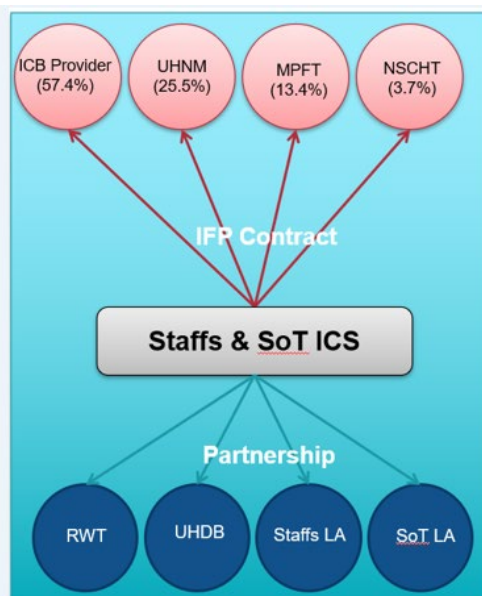 ICB Provider
(57.4%)
UHNM
(25.5%)
MPFT
(13.4%)
NSCHT
(3.7%)
IFP Contract
Staffs & SoT ICS
Partnership
RWT
UHDB
Staffs LA
SoT LA